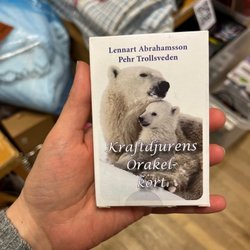 Lennart Abrahamsson
Pehr Trollsveden
Kraftdjurens
Orakel-
kort